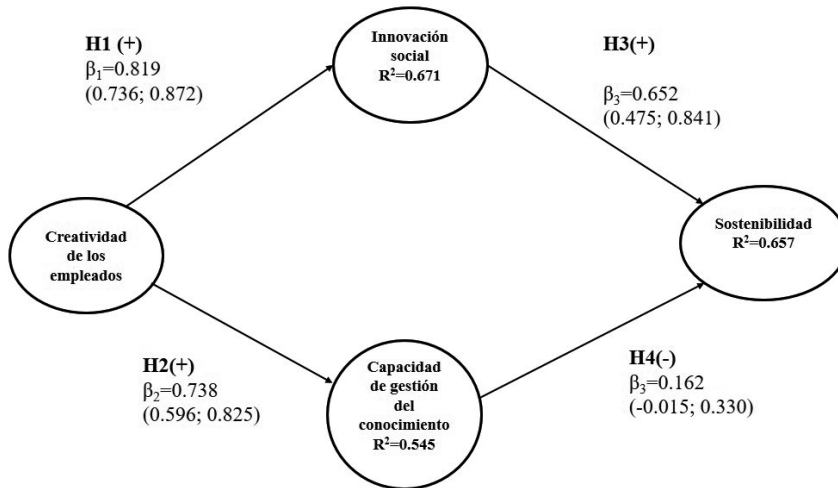 H1 (+)
β₁=0.819
(0.736; 0.872)
Innovación
social
R²=0.671
H3(+)
β₃=0.652
(0.475; 0.841)
Creatividad
de los
empleados
Sostenibilidad
R²=0.657
H2(+)
β₂=0.738
(0.596; 0.825)
Capacidad
de gestión
del
conocimiento
R²=0.545
H4(-)
β₃=0.162
(-0.015; 0.330)